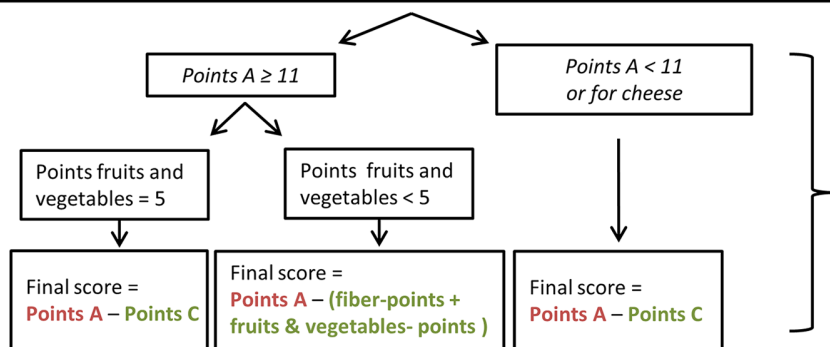 Points A ≥ 11
Points A < 11
or for cheese
Points fruits and
vegetables = 5
Points fruits and
vegetables < 5
Final score =
Points A – Points C
Final score =
Points A – (fiber-points +
fruits & vegetables- points )
Final score =
Points A – Points C